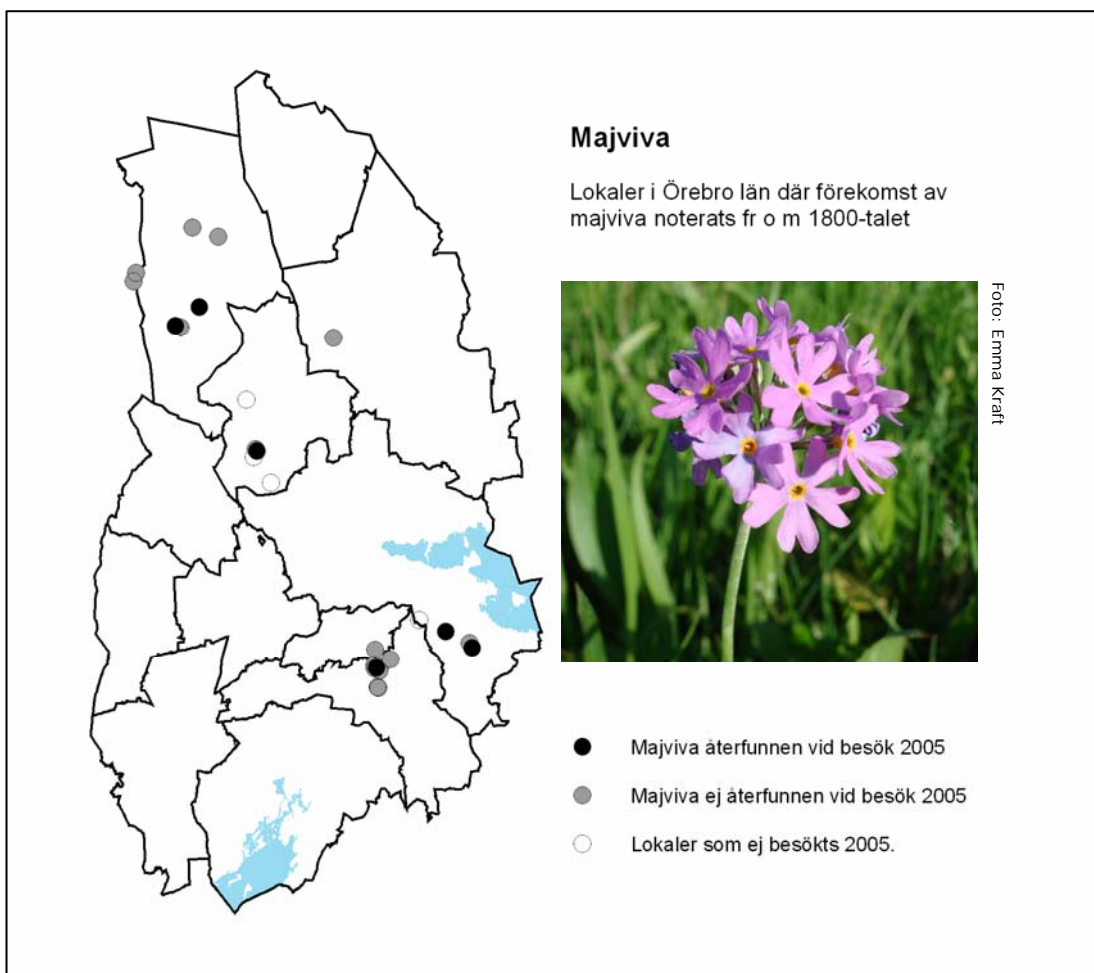 Majviva
Lokaler i Örebro län där förekomst av
majviva noterats fr o m 1800-talet
Foto: Emma Kraft
Majviva återfunnen vid besök 2005
Majviva ej återfunnen vid besök 2005
Lokaler som ej besökts 2005.